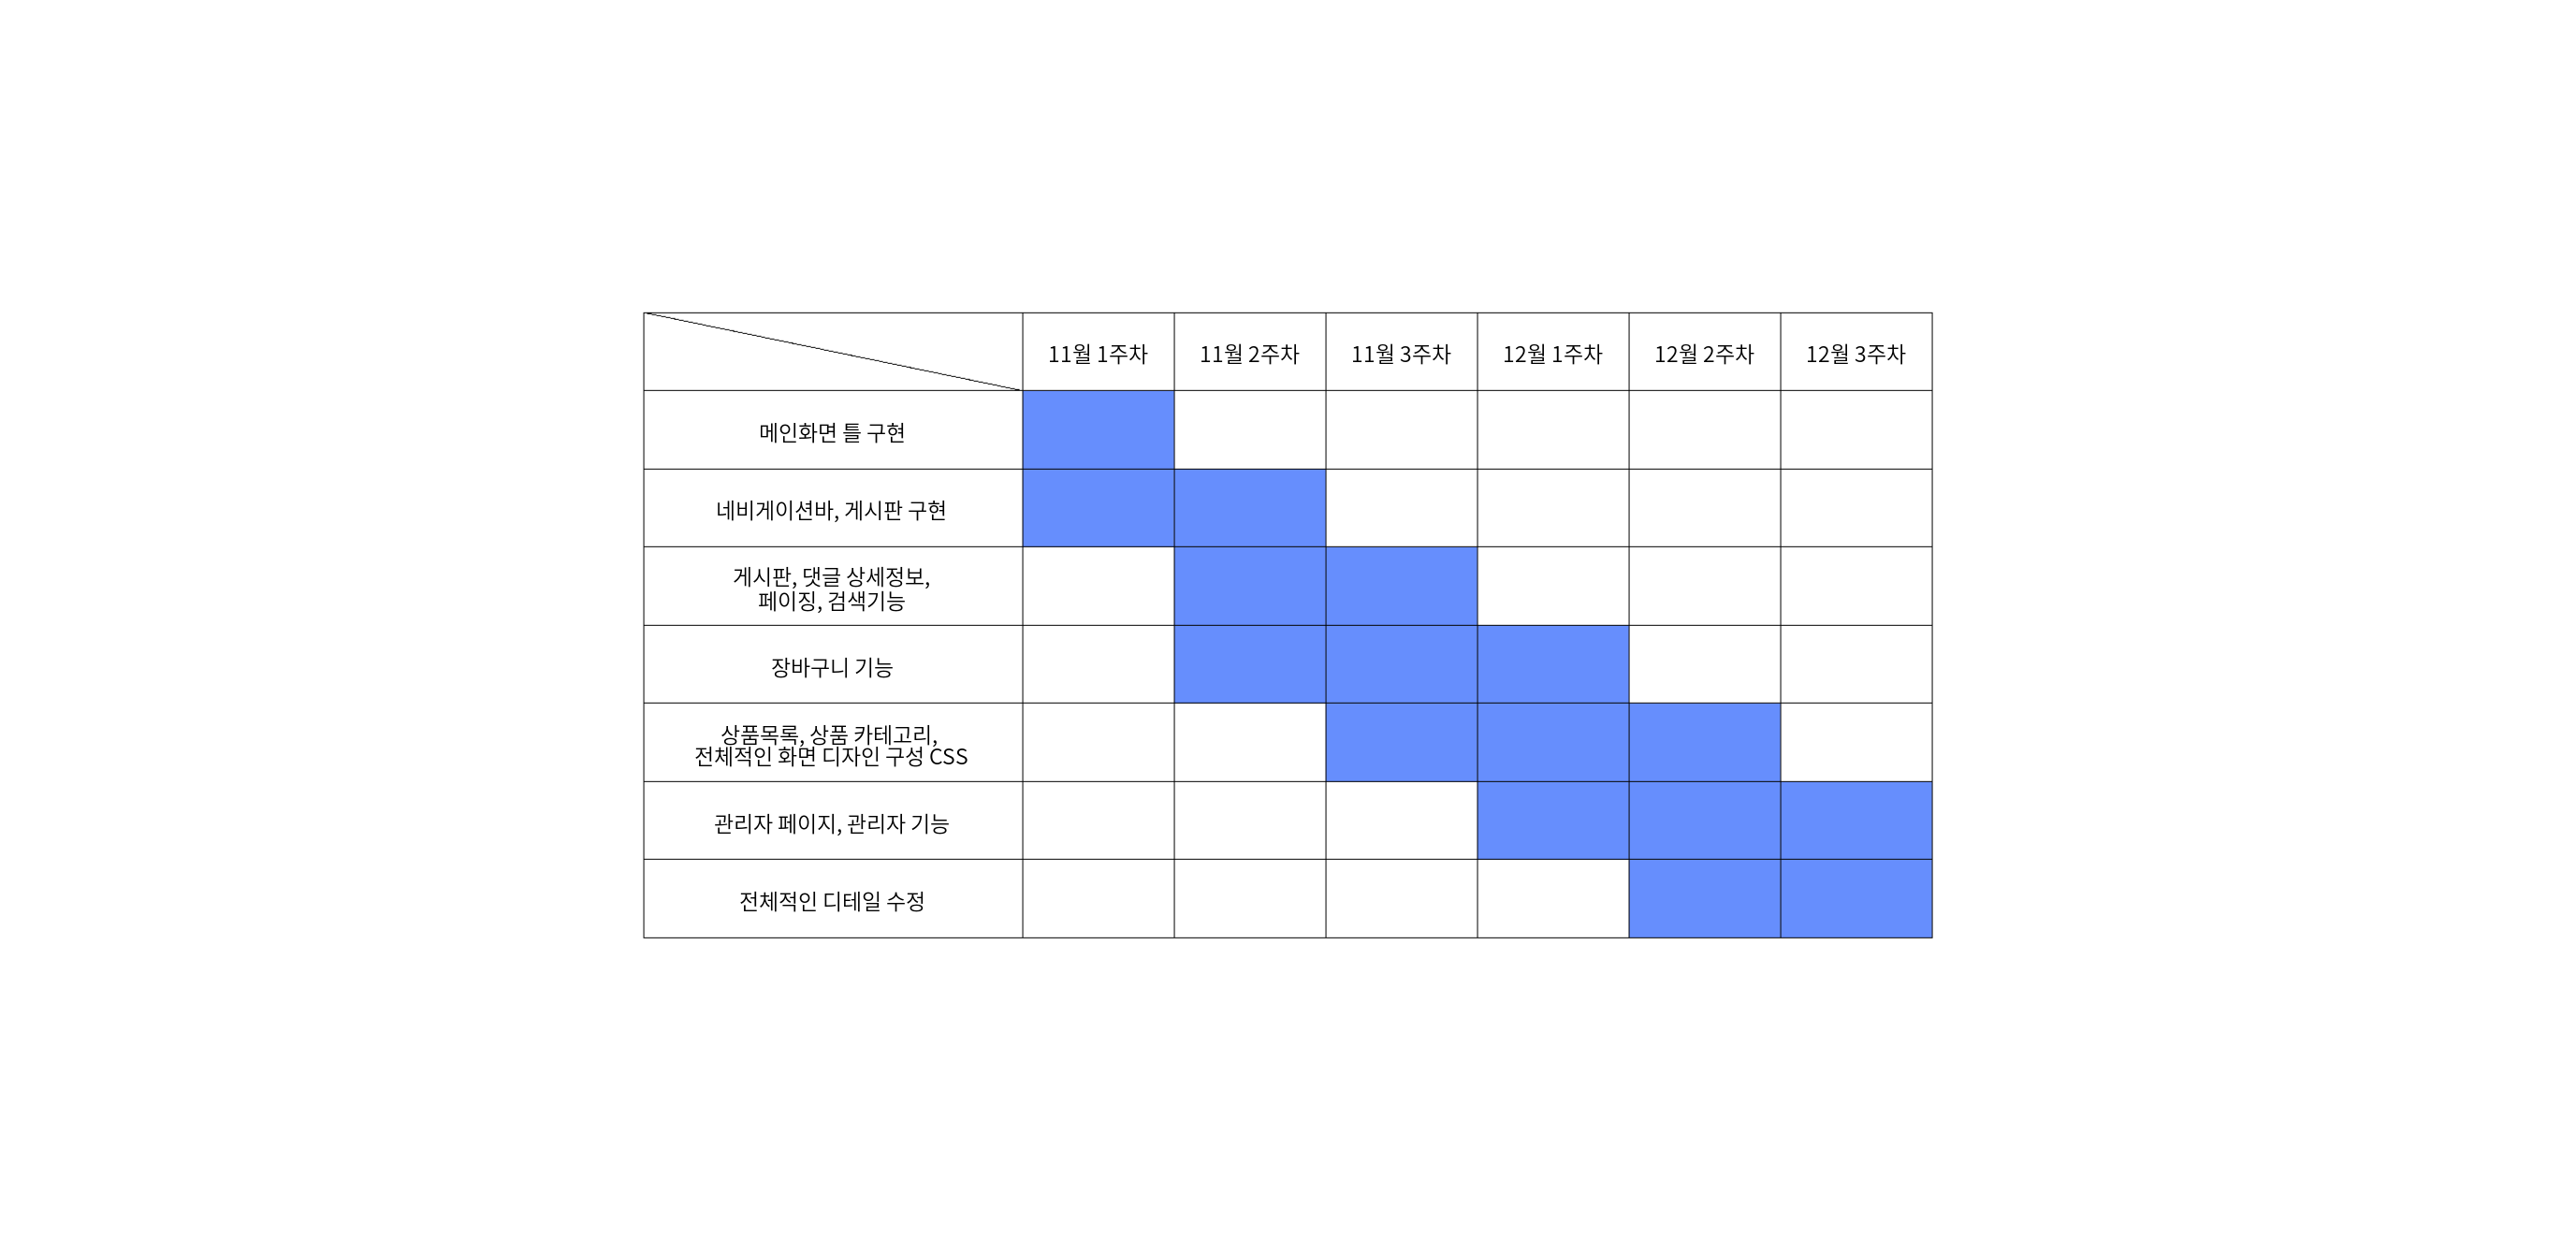 11월 1주차
11월 2주차
11월 3주차
12월 1주차
12월 2주차
12월 3주차
메인화면 틀 구현
네비게이션바, 게시판 구현
게시판, 댓글 상세정보,
페이징, 검색기능
장바구니 기능
상품목록, 상품 카테고리,
전체적인 화면 디자인 구성 CSS
관리자 페이지, 관리자 기능
전체적인 디테일 수정